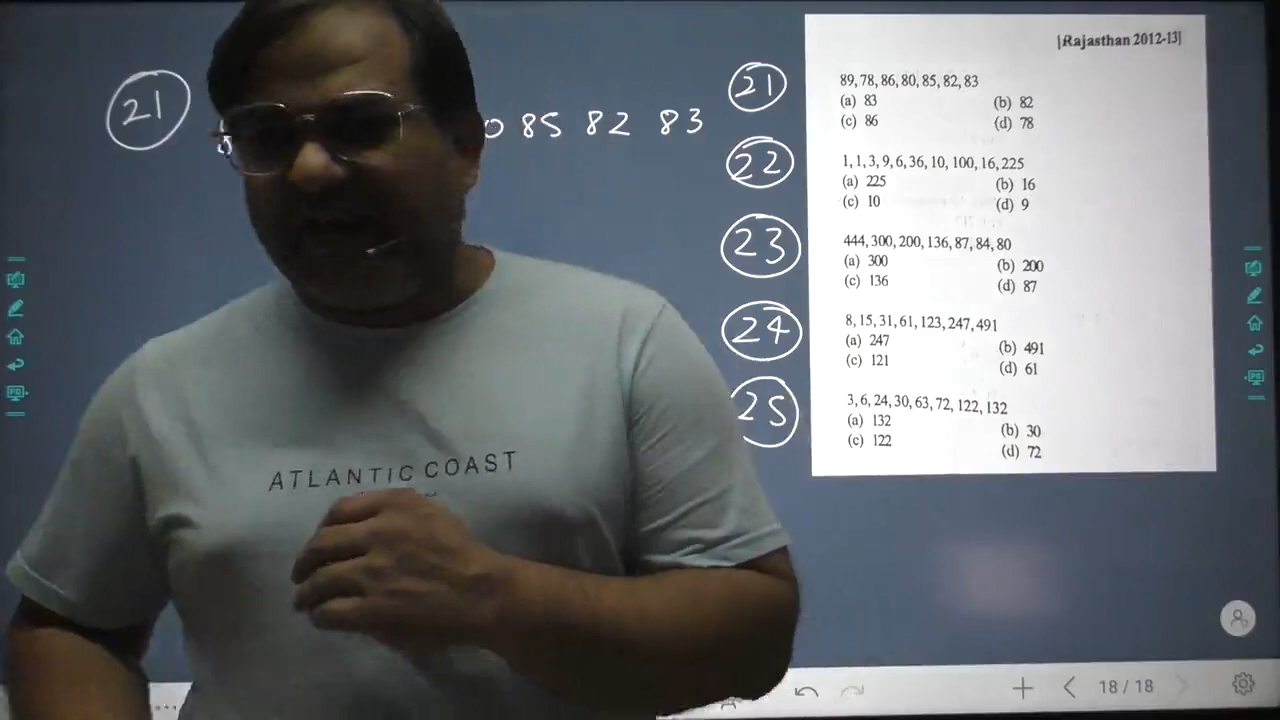 |Rajasthan 2012-13|
21
85 82 83
21
89, 78, 86, 80, 85, 82, 83
(a) 83
(b) 82
(c) 86
(d) 78
22
1, 1, 3, 9, 6, 36, 10, 100, 16, 225
(a) 225
(b) 16
(c) 10
(d) 9
23
444, 300, 200, 136, 87, 84, 80
(a) 300
(b) 200
(c) 136
(d) 87
24
8, 15, 31, 61, 123, 247, 491
(a) 247
(b) 491
(c) 121
(d) 61
25
3, 6, 24, 30, 63, 72, 122, 132
(a) 132
(b) 30
(c) 122
(d) 72
ATLANTIC COAST
18 / 18